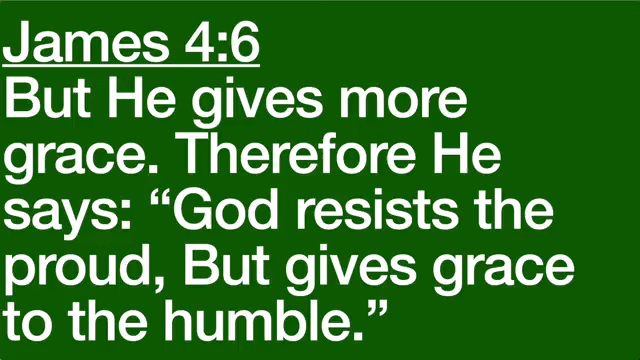 James 4:6
But He gives more
grace. Therefore He
says: “God resists the
proud, But gives grace
to the humble.”